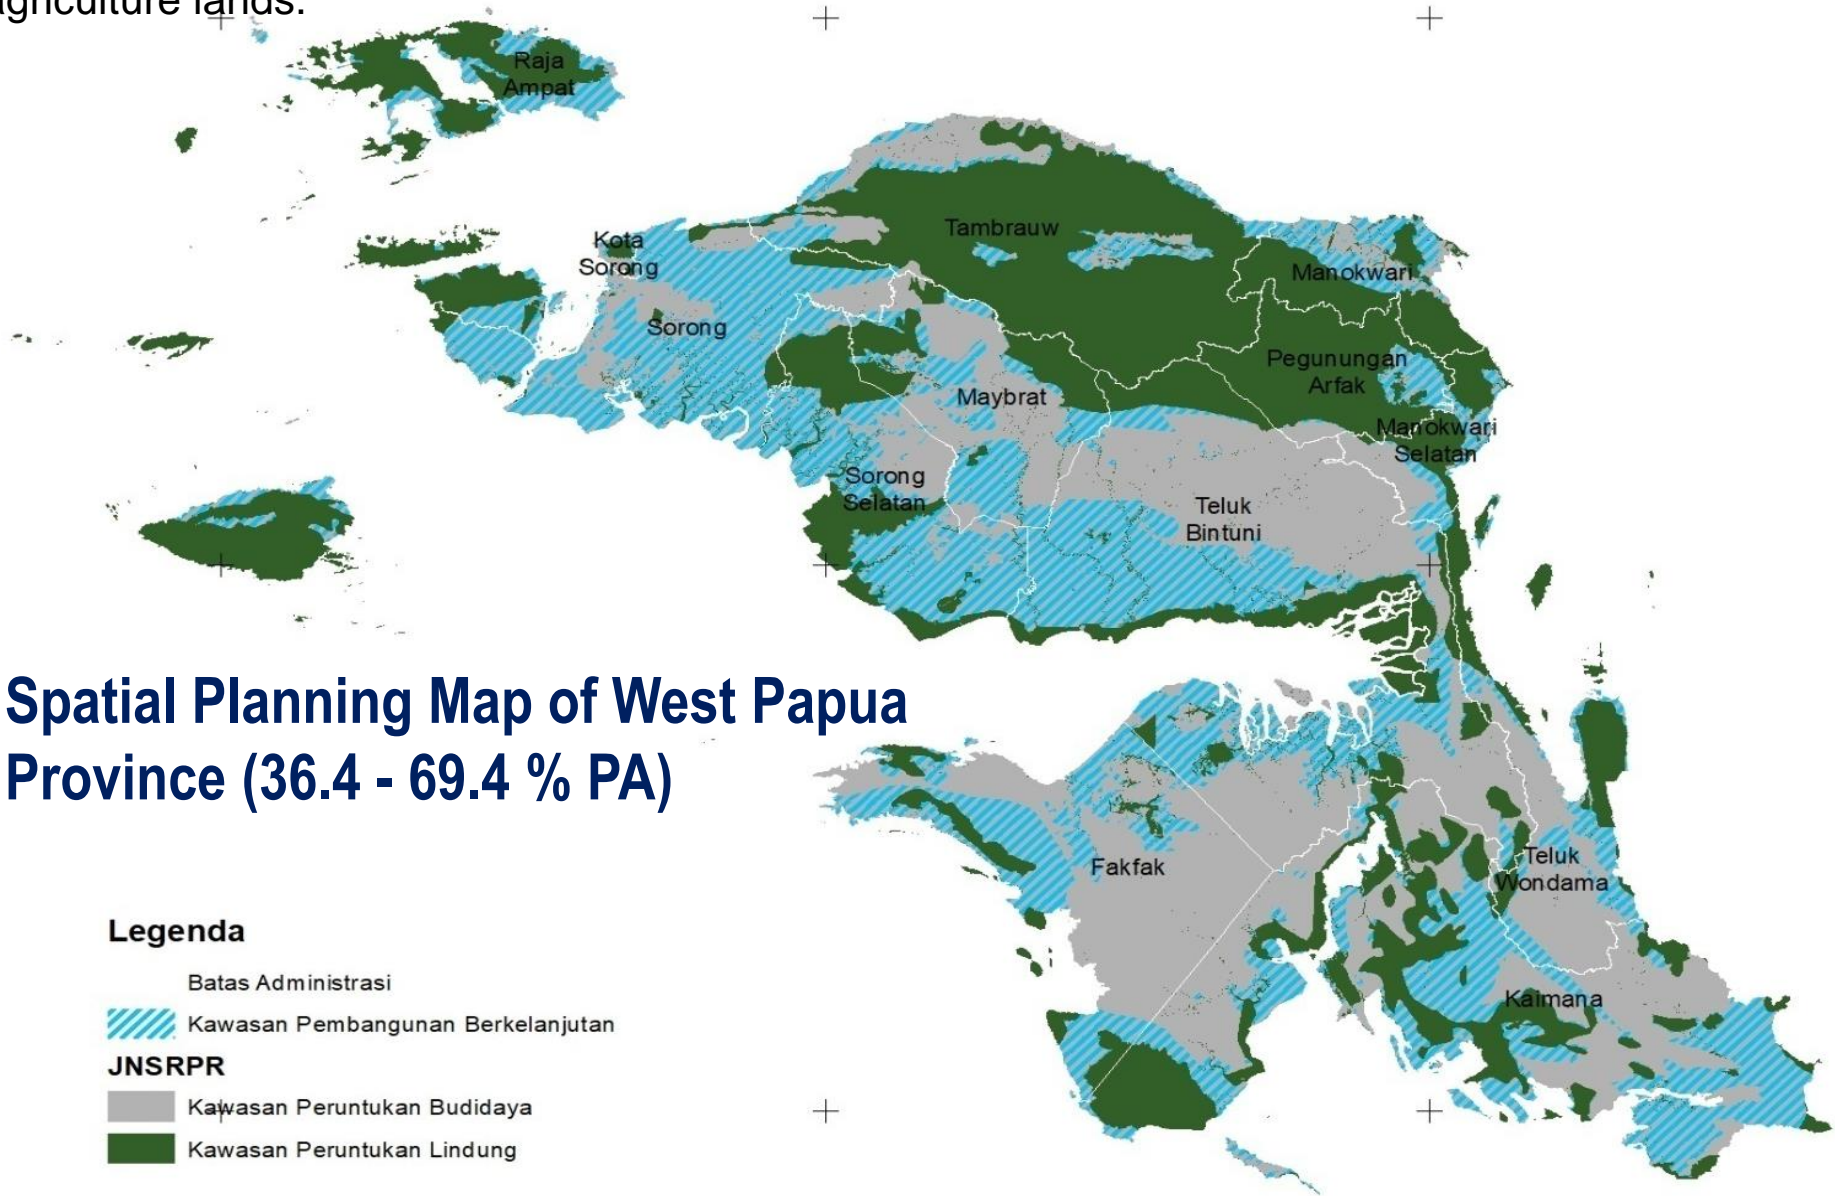 agriculture lands.
Raja
Ampat
Tambrauw
Kota
Sorong
Manokwari
Sorong
Pegunungan
Arfak
Maybrat
Manokwari
Selatan
Sorong
Selatan
Teluk
Bintuni
Spatial Planning Map of West Papua
Province (36.4 - 69.4 % PA)
Fakfak
Teluk
Wondama
Kaimana
Legenda
Batas Administrasi
Kawasan Pembangunan Berkelanjutan
JNSRPR
Kawasan Peruntukan Budidaya
Kawasan Peruntukan Lindung